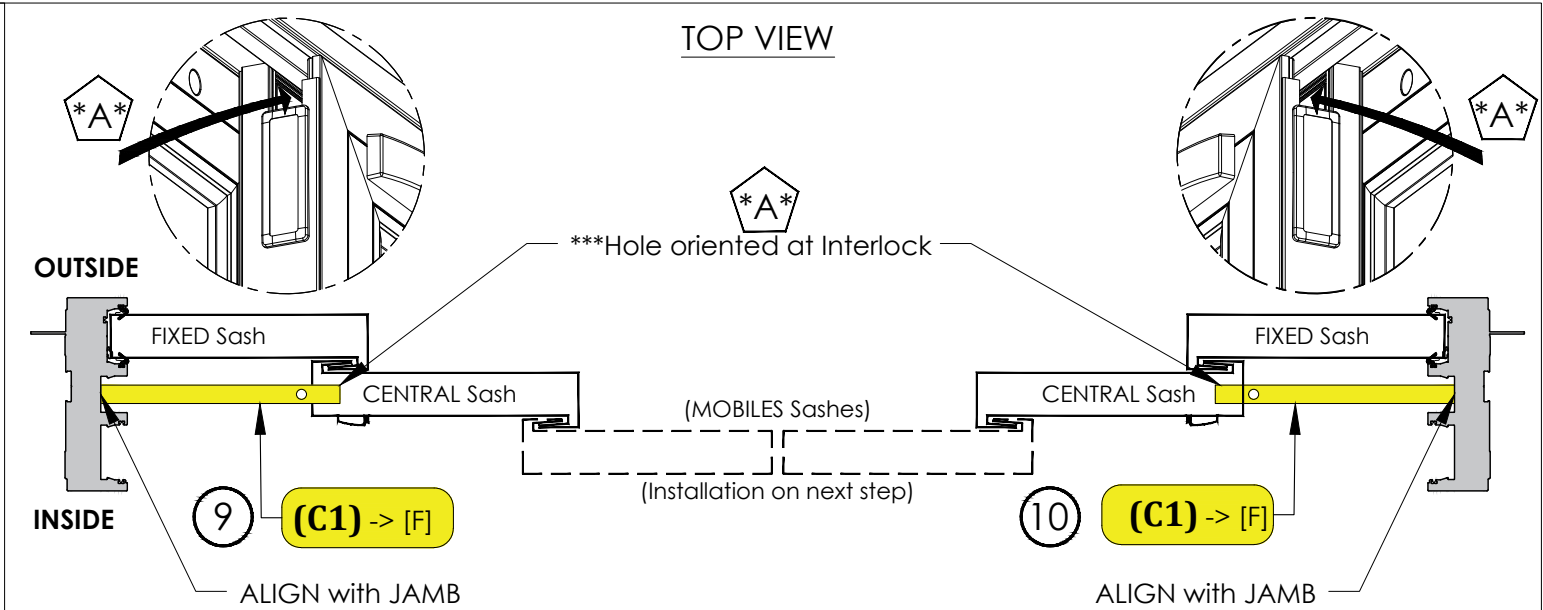 TOP VIEW
*A*
*A*
*A*
***Hole oriented at Interlock
OUTSIDE
FIXED Sash
FIXED Sash
CENTRAL Sash
CENTRAL Sash
(MOBILES Sashes)
(Installation on next step)
INSIDE
9
(C1) -> [F]
10
(C1) -> [F]
ALIGN with JAMB
ALIGN with JAMB